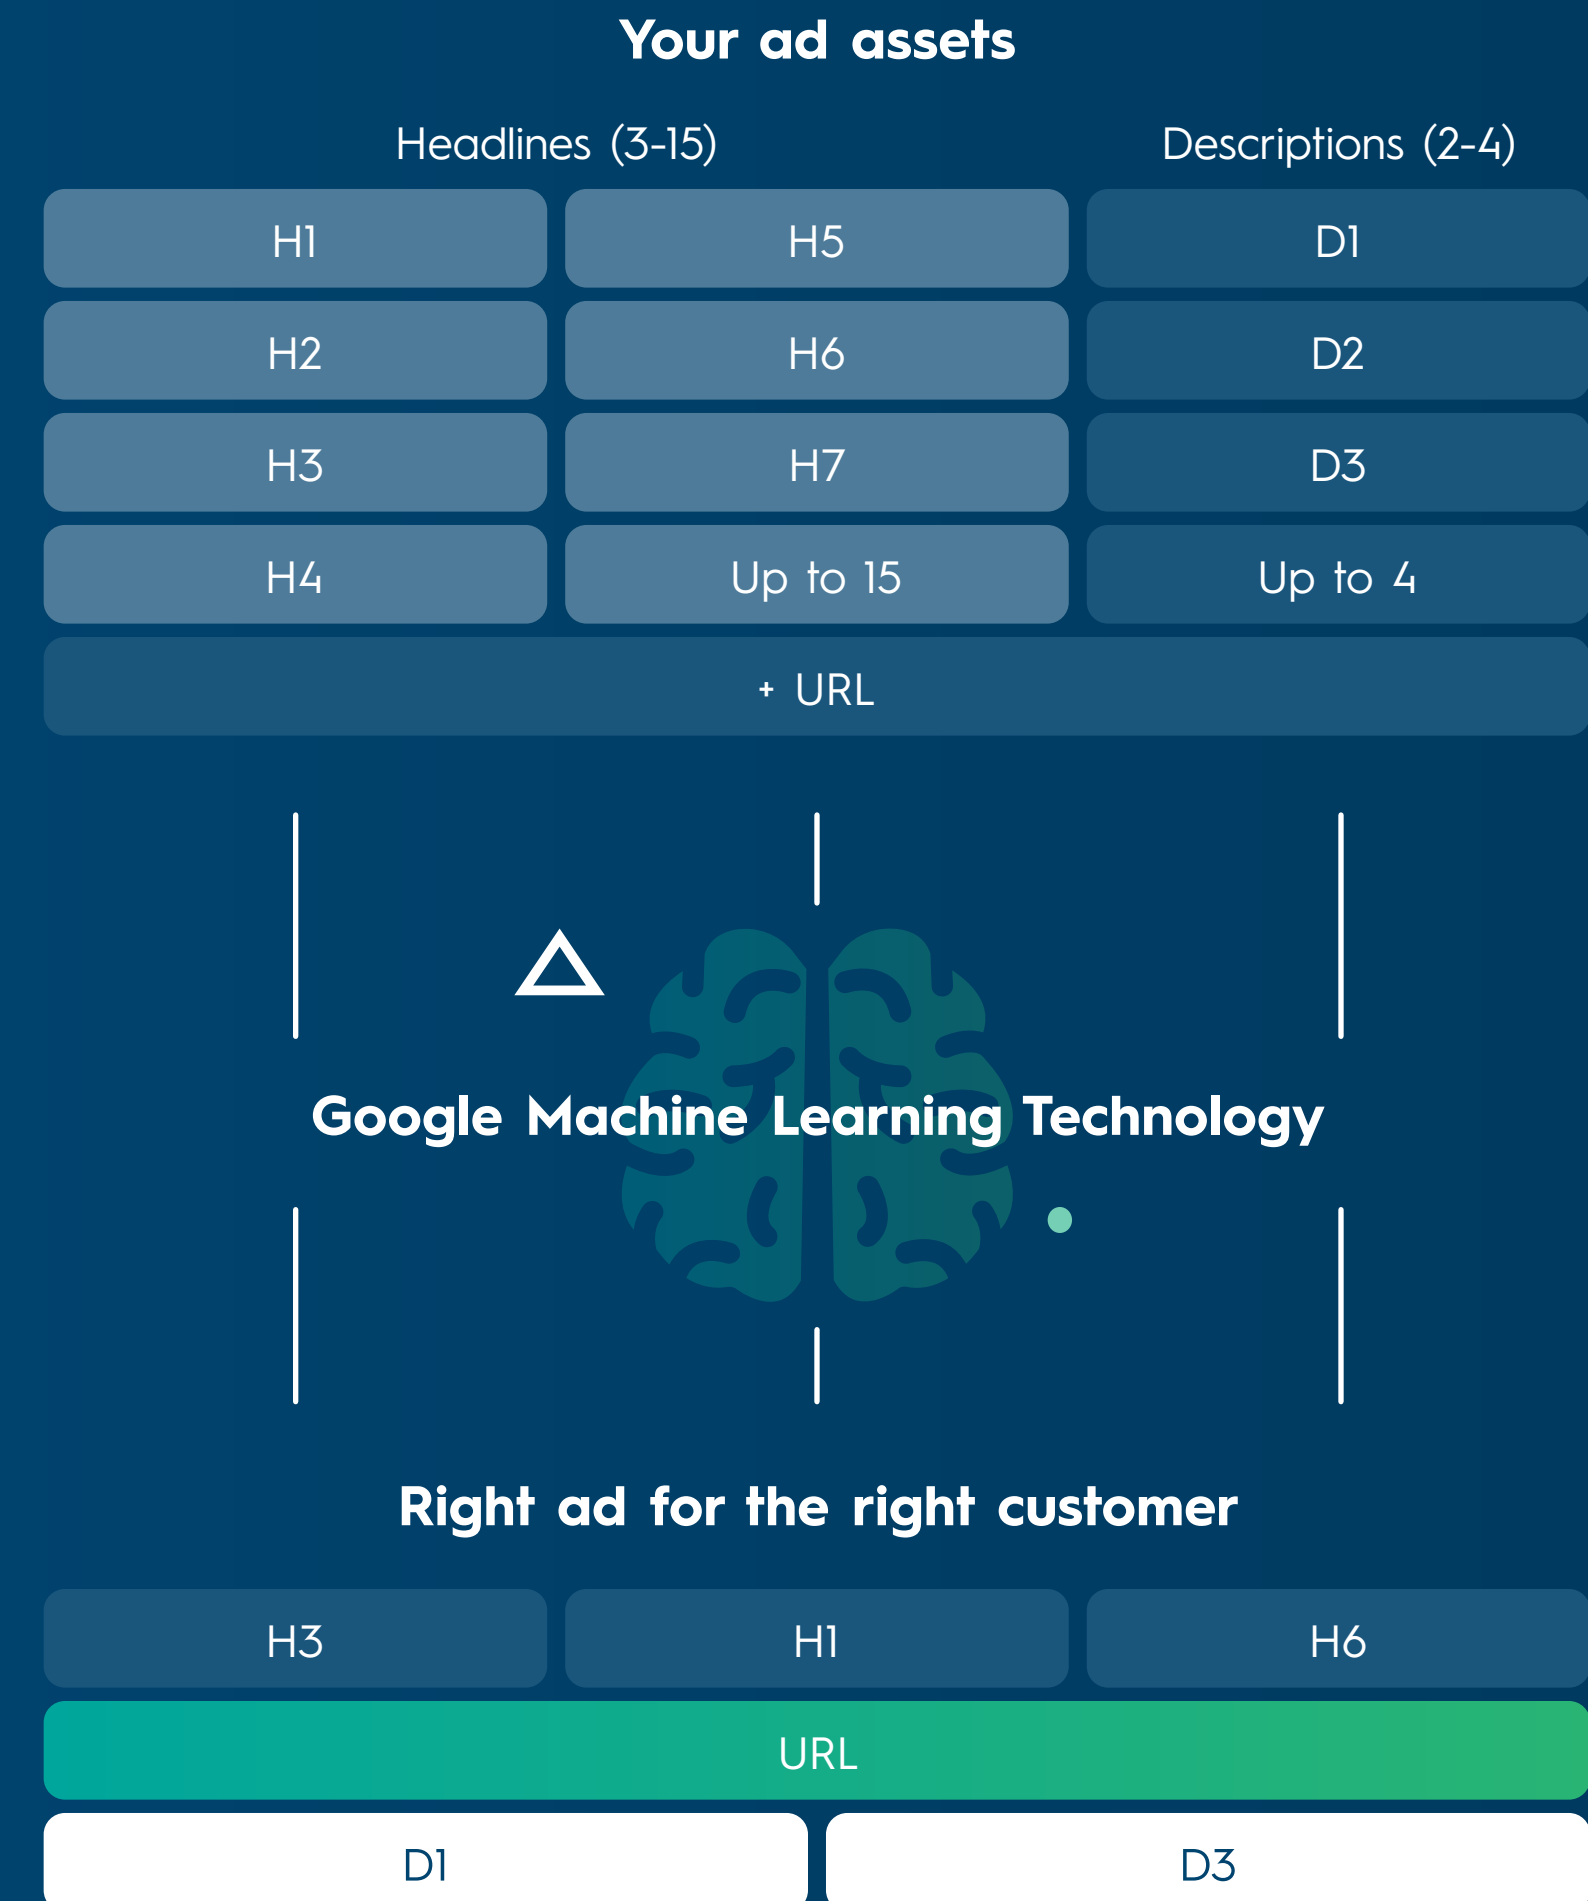 Your ad assets
Headlines (3-15) Descriptions (2-4)
H1 H5 D1
H2 H6 D2
H3 H7 D3
H4 Up to 15 Up to 4
+ URL
Google Machine Learning Technology
Right ad for the right customer
H3 H1 H6
URL
D1 D3